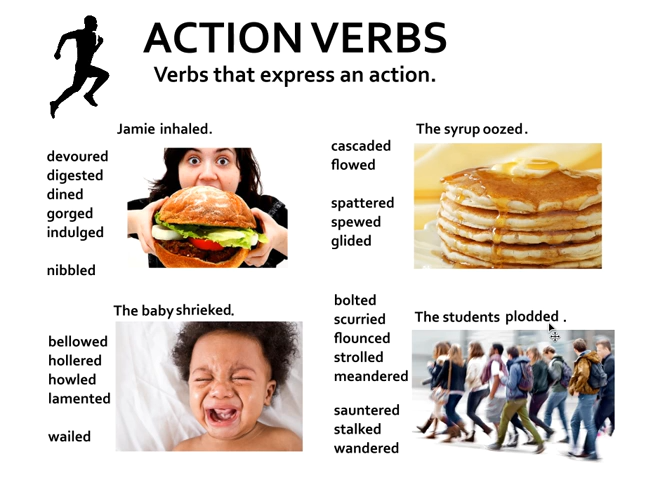 ACTION VERBS
Verbs that express an action.
Jamie inhaled.
devoured
digested
dined
gorged
indulged
nibbled
The syrup oozed.
cascaded
flowed
spattered
spewed
glided
The baby shrieked.
bellowed
hollered
howled
lamented
wailed
The students plodded .
bolted
scurried
flounced
strolled
meandered
sauntered
stalked
wandered